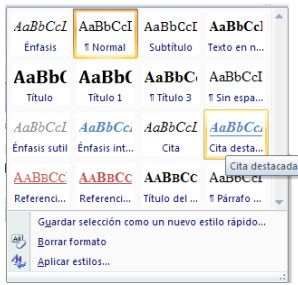 AaBbCcI AaBbCcI AaBbCcI AaBbCcI
Énfasis ¶ Normal Subtítulo Texto en n...
AaBb( AaBbC AaBbC AaBbCcI
Título Título 1 ¶ Título 3 ¶ Sin espa...
AaBbCcI AaBbCcI AaBbCcI AaBbCcI
Énfasis sutil Énfasis int... Cita Cita desta...
Cita destacada
AABBCC AABBCC AABBCC AaBbCcI
Referenci... Referenci... Título del ... ¶ Párrafo ...
Guardar selección como un nuevo estilo rápido...
Borrar formato
Aplicar estilos...